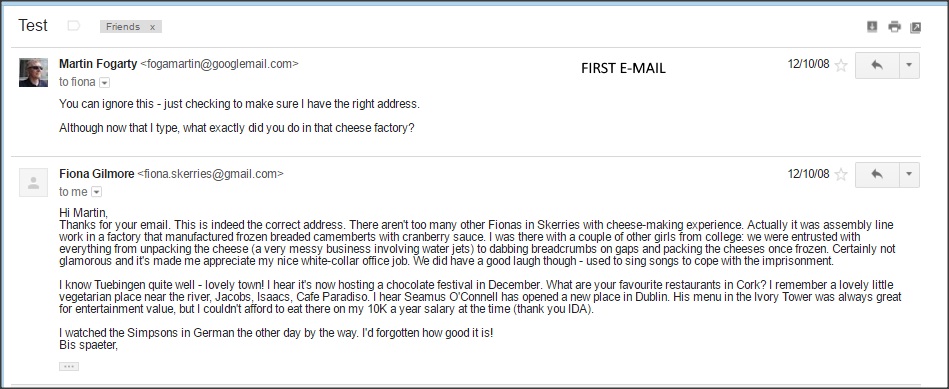 Test
Friends x
Martin Fogarty <fogamartin@googlemail.com>
FIRST E-MAIL
12/10/08
to fiona
You can ignore this - just checking to make sure I have the right address.
Although now that I type, what exactly did you do in that cheese factory?
Fiona Gilmore <fiona.skerries@gmail.com>
12/10/08
to me
Hi Martin,
Thanks for your email. This is indeed the correct address. There aren't too many other Fionas in Skerries with cheese-making experience. Actually it was assembly line
work in a factory that manufactured frozen breaded camemberts with cranberry sauce. I was there with a couple of other girls from college: we were entrusted with
everything from unpacking the cheese (a very messy business involving water jets) to dabbing breadcrumbs on gaps and packing the cheeses once frozen. Certainly not
glamorous and it's made me appreciate my nice white-collar office job. We did have a good laugh though - used to sing songs to cope with the imprisonment.
I know Tuebingen quite well - lovely town! I hear it's now hosting a chocolate festival in December. What are your favourite restaurants in Cork? I remember a lovely little
vegetarian place near the river, Jacobs, Isaacs, Cafe Paradiso. I hear Seamus O'Connell has opened a new place in Dublin. His menu in the Ivory Tower was always great
for entertainment value, but I couldn't afford to eat there on my 10K a year salary at the time (thank you IDA).
I watched the Simpsons in German the other day by the way. I'd forgotten how good it is!
Bis spaeter,